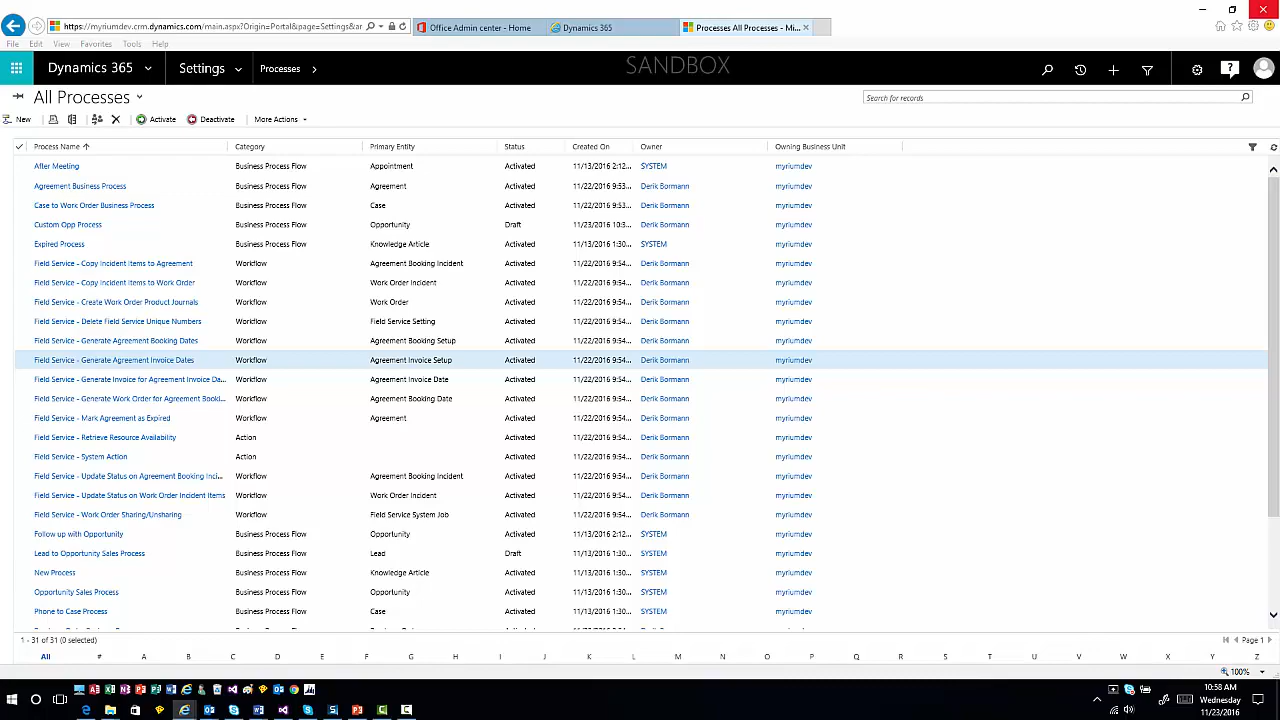 https://myriumdev.crm.dynamics.com/main.aspx?Origin=Portal&page=Settings&ar
Office Admin center - Home
Dynamics 365
Processes All Processes - Mi...
File Edit View Favorites Tools Help
Dynamics 365 Settings Processes
SANDBOX
All Processes
Search for records
New Activate Deactivate More Actions
Process Name Category Primary Entity Status Created On Owner Owning Business Unit
After Meeting Business Process Flow Appointment Activated 11/13/2016 2:12... SYSTEM myriumdev
Agreement Business Process Business Process Flow Agreement Activated 11/22/2016 9:53... Derik Bormann myriumdev
Case to Work Order Business Process Business Process Flow Case Activated 11/22/2016 9:53... Derik Bormann myriumdev
Custom Opp Process Business Process Flow Opportunity Draft 11/23/2016 10:3... Derik Bormann myriumdev
Expired Process Business Process Flow Knowledge Article Activated 11/13/2016 1:30... SYSTEM myriumdev
Field Service - Copy Incident Items to Agreement Workflow Agreement Booking Incident Activated 11/22/2016 9:54... Derik Bormann myriumdev
Field Service - Copy Incident Items to Work Order Workflow Work Order Incident Activated 11/22/2016 9:54... Derik Bormann myriumdev
Field Service - Create Work Order Product Journals Workflow Work Order Activated 11/22/2016 9:54... Derik Bormann myriumdev
Field Service - Delete Field Service Unique Numbers Workflow Field Service Setting Activated 11/22/2016 9:54... Derik Bormann myriumdev
Field Service - Generate Agreement Booking Dates Workflow Agreement Booking Setup Activated 11/22/2016 9:54... Derik Bormann myriumdev
Field Service - Generate Agreement Invoice Dates Workflow Agreement Invoice Setup Activated 11/22/2016 9:54... Derik Bormann myriumdev
Field Service - Generate Invoice for Agreement Invoice Da... Workflow Agreement Invoice Date Activated 11/22/2016 9:54... Derik Bormann myriumdev
Field Service - Generate Work Order for Agreement Booki... Workflow Agreement Booking Date Activated 11/22/2016 9:54... Derik Bormann myriumdev
Field Service - Mark Agreement as Expired Workflow Agreement Activated 11/22/2016 9:54... Derik Bormann myriumdev
Field Service - Retrieve Resource Availability Action Activated 11/22/2016 9:54... Derik Bormann myriumdev
Field Service - System Action Action Activated 11/22/2016 9:54... Derik Bormann myriumdev
Field Service - Update Status on Agreement Booking Inci... Workflow Agreement Booking Incident Activated 11/22/2016 9:54... Derik Bormann myriumdev
Field Service - Update Status on Work Order Incident Items Workflow Work Order Incident Activated 11/22/2016 9:54... Derik Bormann myriumdev
Field Service - Work Order Sharing/Unsharing Workflow Field Service System Job Activated 11/22/2016 9:54... Derik Bormann myriumdev
Follow up with Opportunity Business Process Flow Opportunity Activated 11/13/2016 2:12... SYSTEM myriumdev
Lead to Opportunity Sales Process Business Process Flow Lead Draft 11/13/2016 1:30... SYSTEM myriumdev
New Process Business Process Flow Knowledge Article Activated 11/13/2016 1:30... SYSTEM myriumdev
Opportunity Sales Process Business Process Flow Opportunity Activated 11/13/2016 1:30... SYSTEM myriumdev
Phone to Case Process Business Process Flow Case Activated 11/13/2016 1:30... SYSTEM myriumdev
1 - 31 of 31 (0 selected) Page 1
All # A B C D E F G H I J K L M N O P Q R S T U V W X Y Z
100%
10:58 AM
Wednesday
11/23/2016